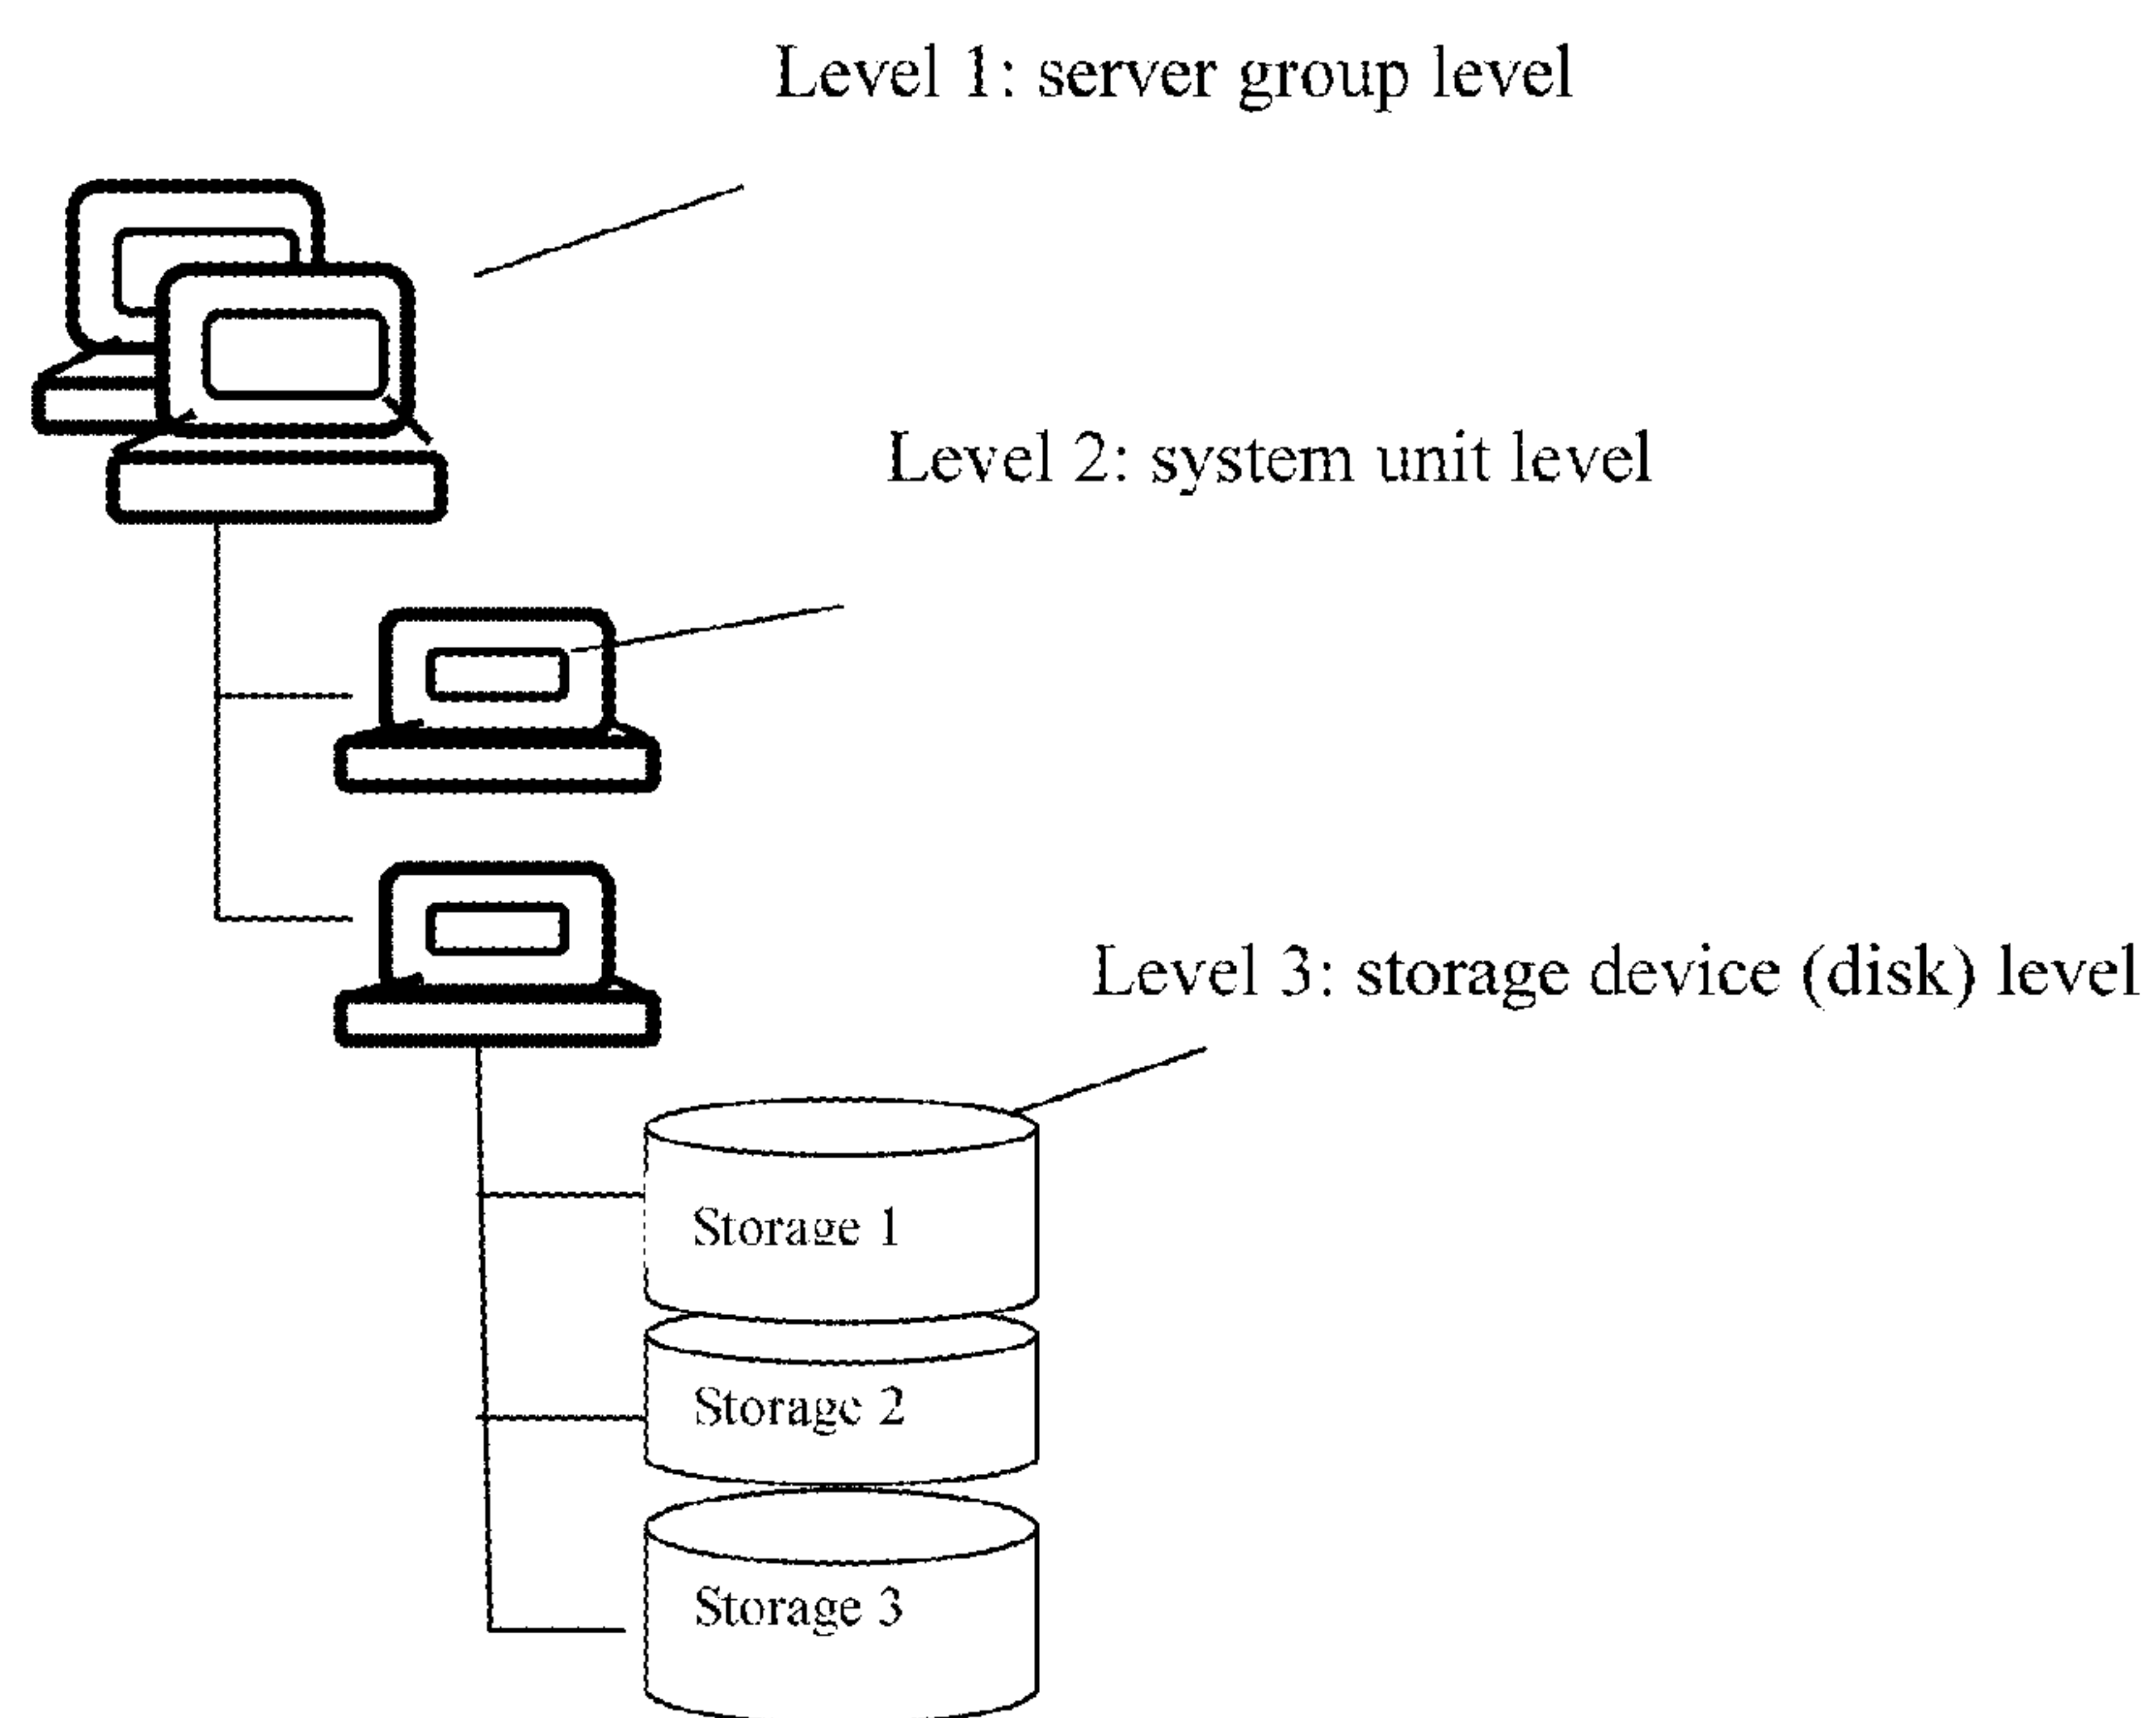 Level 1: server group level
Level 2: system unit level
Level 3: storage device (disk) level
Storage 1
Storage 2
Storage 3